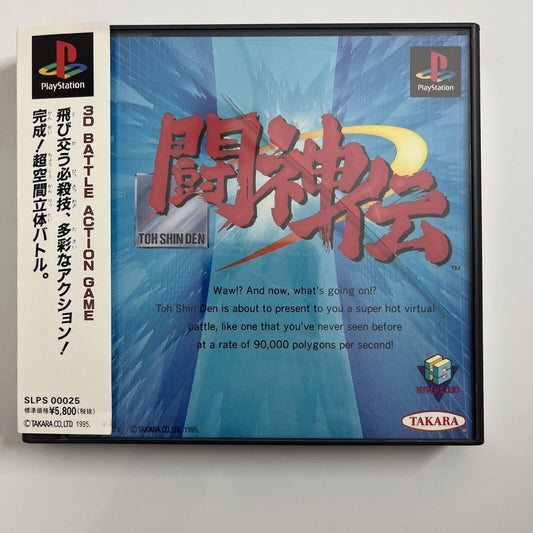 PlayStation
3D BATTLE ACTION GAME
飛び交う必殺技、多彩なアクション！
完成！超空間立体バトル。
SLPS 00025
標準価格¥5,800(税抜)
©TAKARA CO.,LTD. 1995.
PlayStation
闘神伝
TOH SHIN DEN
TM
Waw!? And now, what's going on!?
Toh Shin Den is about to present to you a super hot virtual
battle, like one that you've never seen before
at a rate of 90,000 polygons per second!
HYPER SOLID
TAKARA
©TAKARA CO.,LTD. 1995.